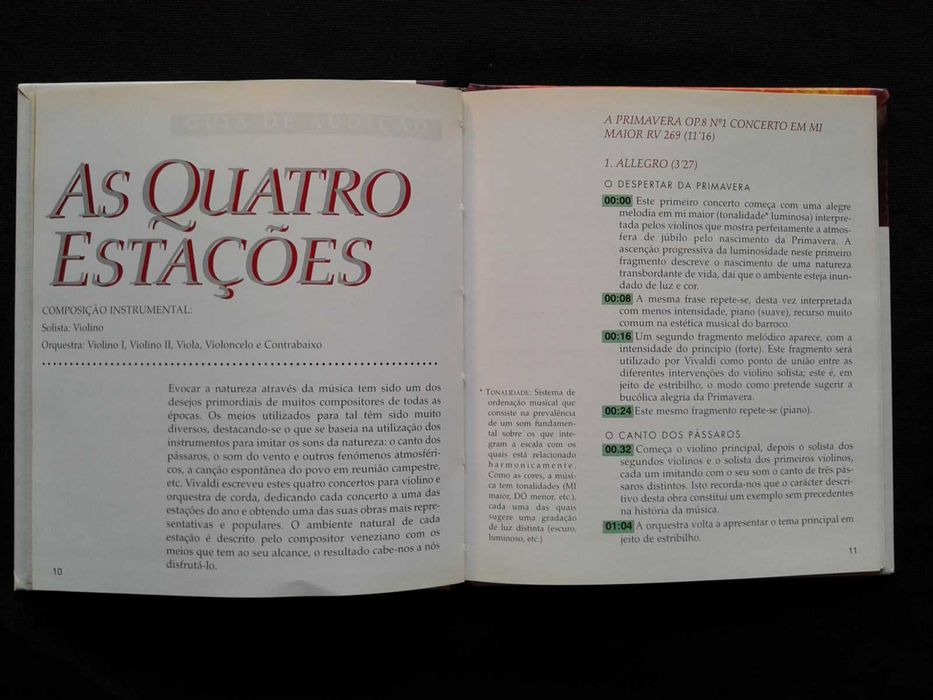 GUIA DE AUDIÇÃO
AS QUATRO
ESTAÇÕES
COMPOSIÇÃO INSTRUMENTAL:
Solista: Violino
Orquestra: Violino I, Violino II, Viola, Violoncelo e Contrabaixo
Evocar a natureza através da música tem sido um dos
desejos primordiais de muitos compositores de todas as
épocas. Os meios utilizados para tal têm sido muito
diversos, destacando-se o que se baseia na utilização dos
instrumentos para imitar os sons da natureza: o canto dos
pássaros, o som do vento e outros fenómenos atmosféri-
cos, a canção espontânea do povo em reunião campestre,
etc. Vivaldi escreveu estes quatro concertos para violino e
orquestra de corda, dedicando cada concerto a uma das
estações do ano e obtendo uma das suas obras mais repre-
sentativas e populares. O ambiente natural de cada
estação é descrito pelo compositor veneziano com os
meios que tem ao seu alcance, o resultado cabe-nos a nós
disfrutá-lo.
10
* TONALIDADE: Sistema de
ordenação musical que
consiste na prevalência
de um som fundamen-
tal sobre os que inte-
gram a escala com os
quais está relacionado
harmonicamente.
Como as cores, a músi-
ca tem tonalidades (MI
maior, DÓ menor, etc.),
cada uma das quais
sugere uma gradação
de luz distinta (escuro,
luminoso, etc.)
A PRIMAVERA OP.8 Nº1 CONCERTO EM MI
MAIOR RV 269 (11'16)
1. ALLEGRO (3'27)
O DESPERTAR DA PRIMAVERA
00:00 Este primeiro concerto começa com uma alegre
melodia em mi maior (tonalidade* luminosa) interpre-
tada pelos violinos que mostra perfeitamente a atmos-
fera de júbilo pelo nascimento da Primavera. A
ascenção progressiva da luminosidade neste primeiro
fragmento descreve o nascimento de uma natureza
transbordante de vida, daí que o ambiente esteja inun-
dado de luz e cor.
00:08 A mesma frase repete-se, desta vez interpretada
com menos intensidade, piano (suave), recurso muito
comum na estética musical do barroco.
00:16 Um segundo fragmento melódico aparece, com a
intensidade do princípio (forte). Este fragmento será
utilizado por Vivaldi como ponto de união entre as
diferentes intervenções do violino solista; este é, em
jeito de estribilho, o modo como pretende sugerir a
bucólica alegria da Primavera.
00:24 Este mesmo fragmento repete-se (piano).
O CANTO DOS PÁSSAROS
00.32 Começa o violino principal, depois o solista dos
segundos violinos e o solista dos primeiros violinos,
cada um imitando com o seu som o canto de três pás-
saros distintos. Isto recorda-nos que o carácter descri-
tivo desta obra constitui um exemplo sem precedentes
na história da música.
01:04 A orquestra volta a apresentar o tema principal em
jeito de estribilho.
11